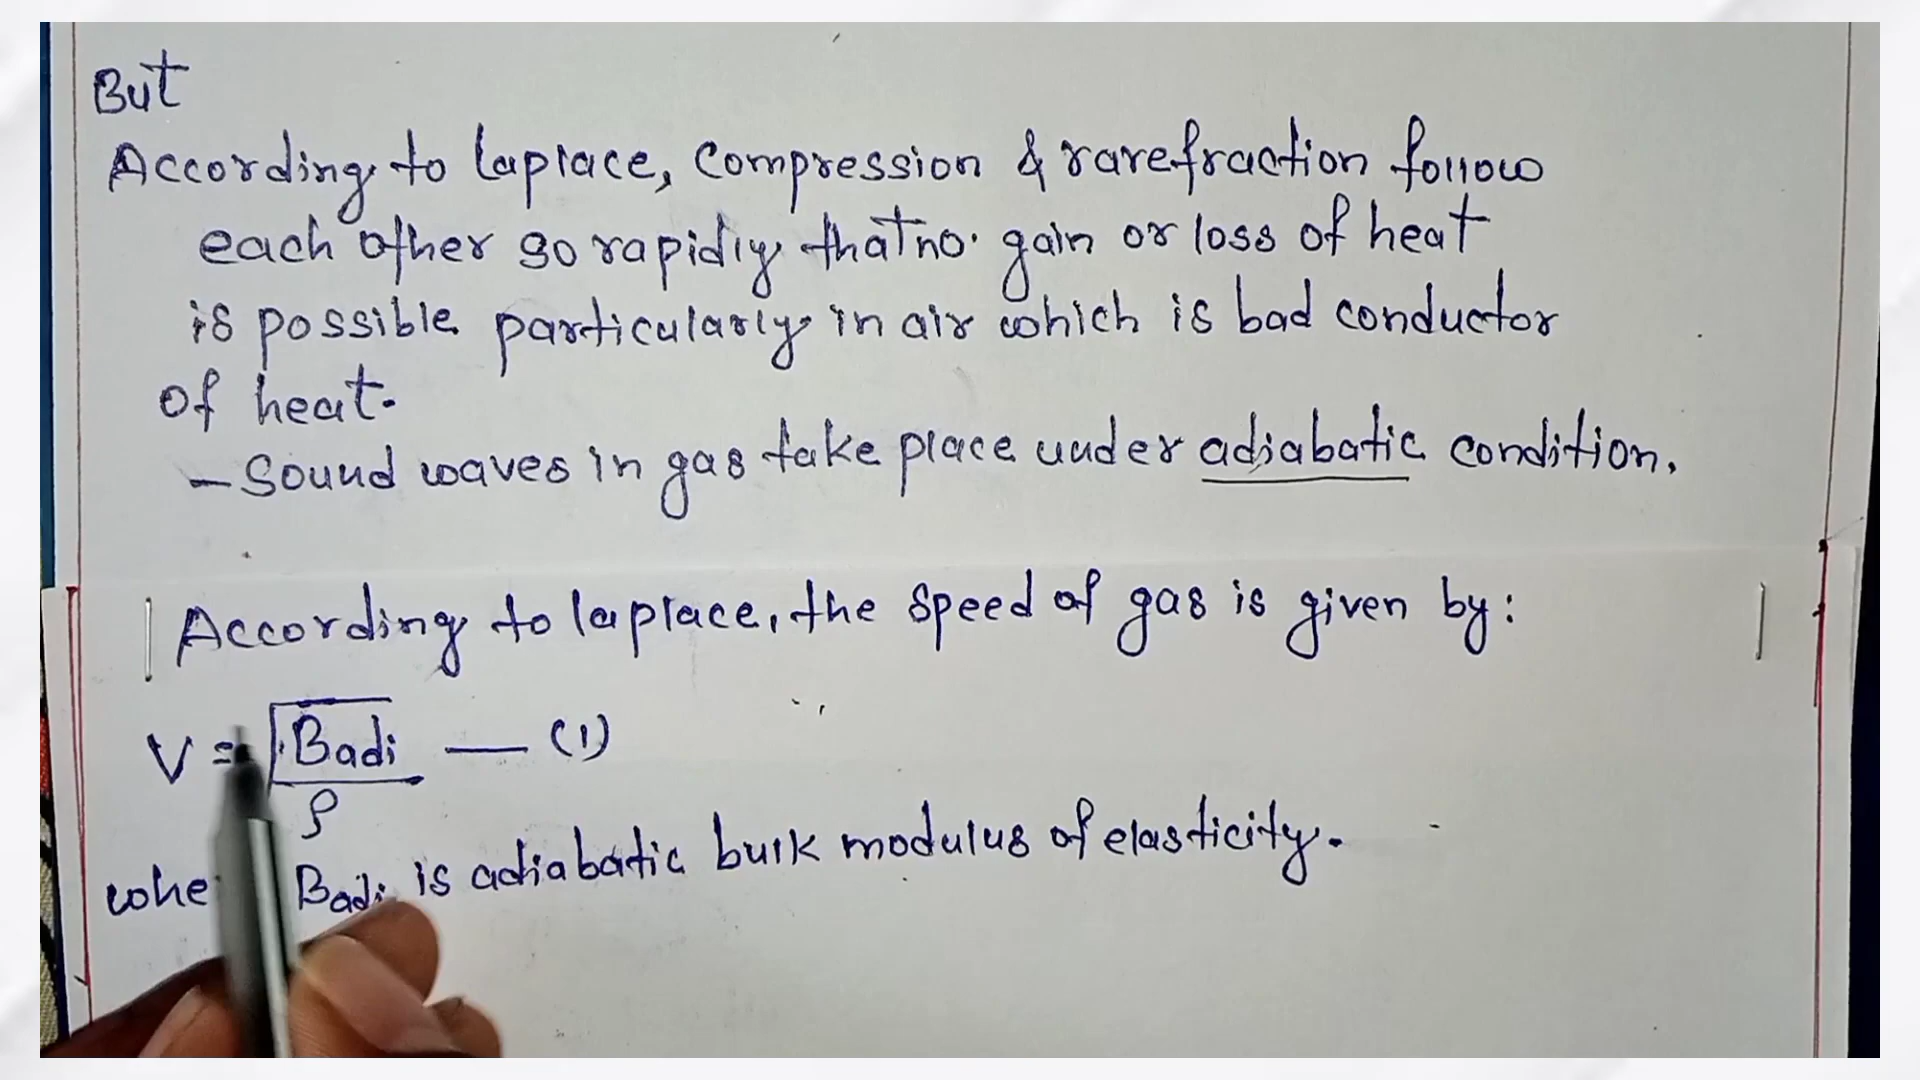 But
According to laplace, compression & rarefraction follow
each other so rapidly that no gain or loss of heat
is possible particularly in air which is bad conductor
of heat.
- Sound waves in gas take place under adiabatic condition.
According to laplace, the speed of gas is given by:
V = √Badi — (1)
ρ
whe Badi is adiabatic bulk modulus of elasticity.